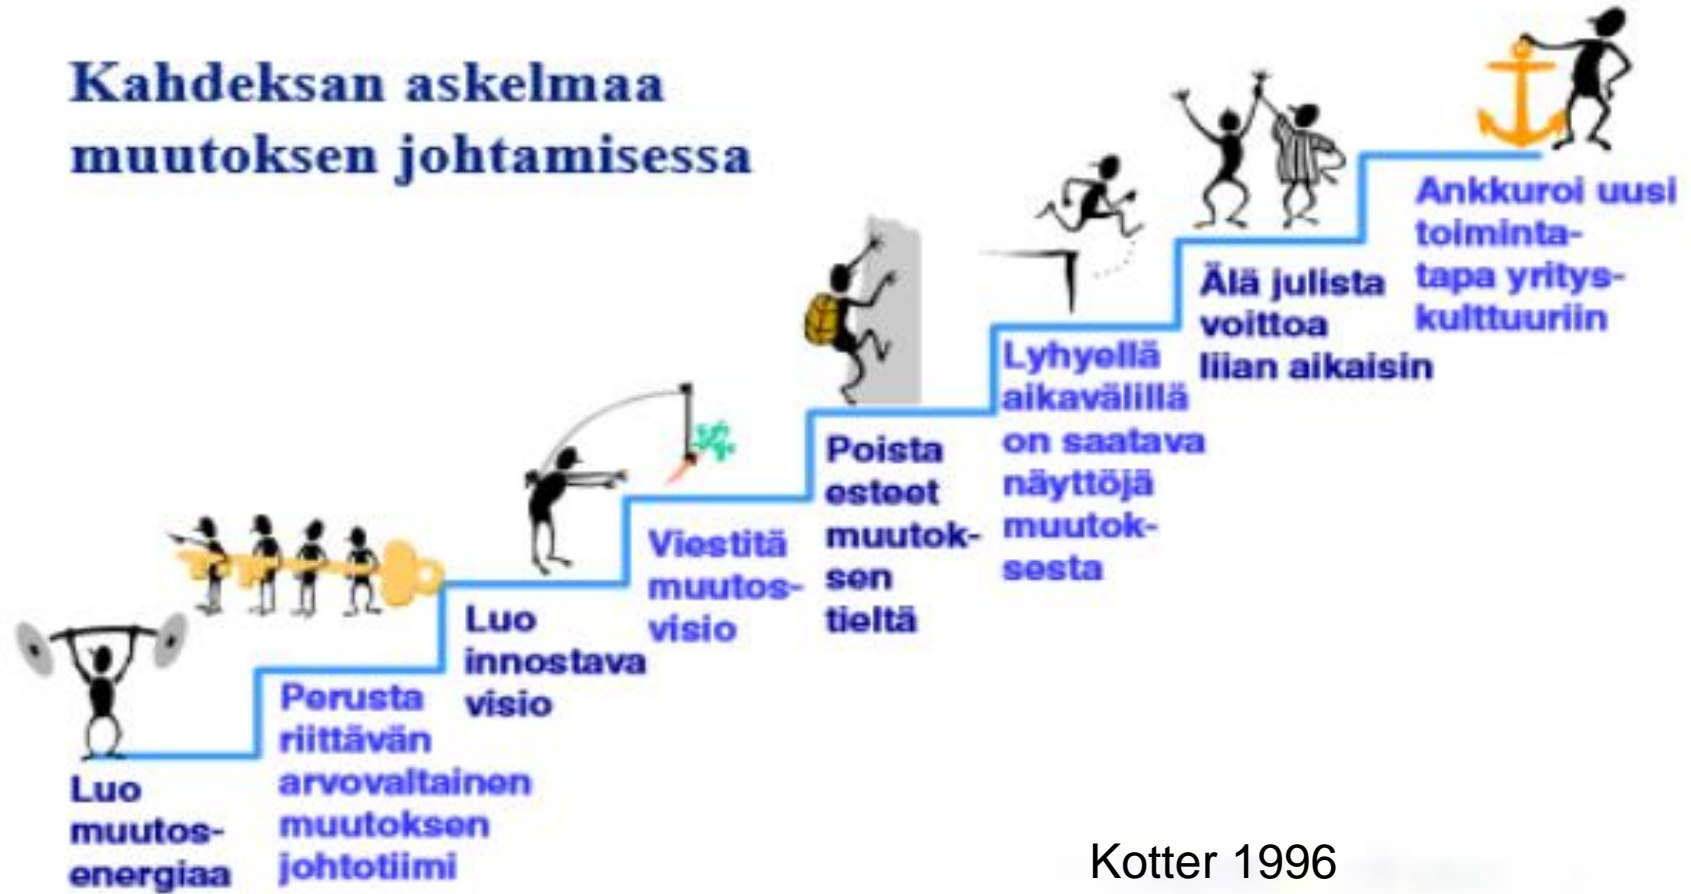 Kahdeksan askelmaa
muutoksen johtamisessa
Luo
muutos-
energiaa
Perusta
riittävän
arvovaltainen
muutoksen
johtotiimi
Luo
innostava
visio
Viestitä
muutos-
visio
Poista
esteet
muutok-
sen
tieltä
Lyhyellä
aikavälillä
on saatava
näyttöjä
muutok-
sesta
Älä julista
voittoa
liian aikaisin
Ankkuroi uusi
toiminta-
tapa yritys-
kulttuuriin
Kotter 1996